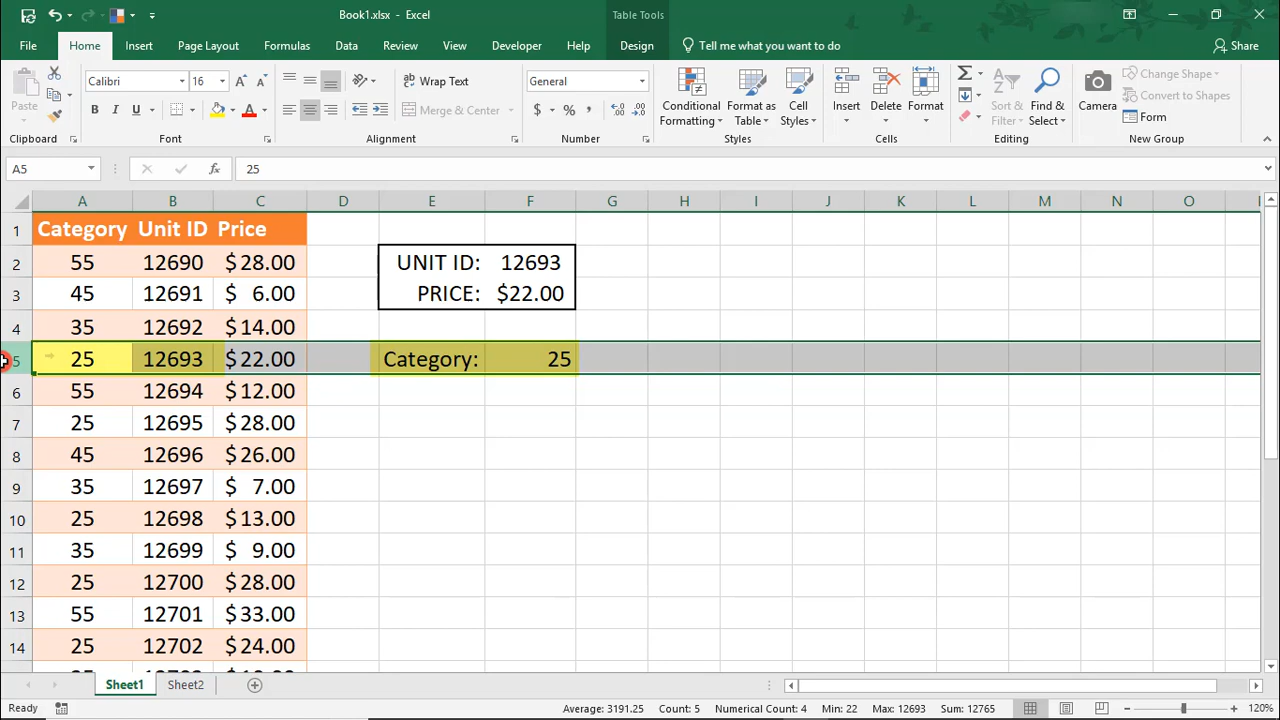 Book1.xlsx - Excel
Table Tools
File Home Insert Page Layout Formulas Data Review View Developer Help Design Tell me what you want to do Share
Paste
Clipboard
Calibri 16
B I U A
Font
Wrap Text
Merge & Center
Alignment
General
$ % ,
Number
Conditional Formatting
Format as Table
Cell Styles
Styles
Insert
Delete
Format
Cells
Sort & Filter
Find & Select
Editing
Camera
Change Shape
Convert to Shapes
Form
New Group
A5 fx 25
A B C D E F G H I J K L M N O
1 Category Unit ID Price
2 55 12690 $28.00 UNIT ID: 12693
3 45 12691 $ 6.00 PRICE: $22.00
4 35 12692 $14.00
5 25 12693 $22.00 Category: 25
6 55 12694 $12.00
7 25 12695 $28.00
8 45 12696 $26.00
9 35 12697 $ 7.00
10 25 12698 $13.00
11 35 12699 $ 9.00
12 25 12700 $28.00
13 55 12701 $33.00
14 25 12702 $24.00
Sheet1 Sheet2
Ready Average: 3191.25 Count: 5 Numerical Count: 4 Min: 22 Max: 12693 Sum: 12765 120%